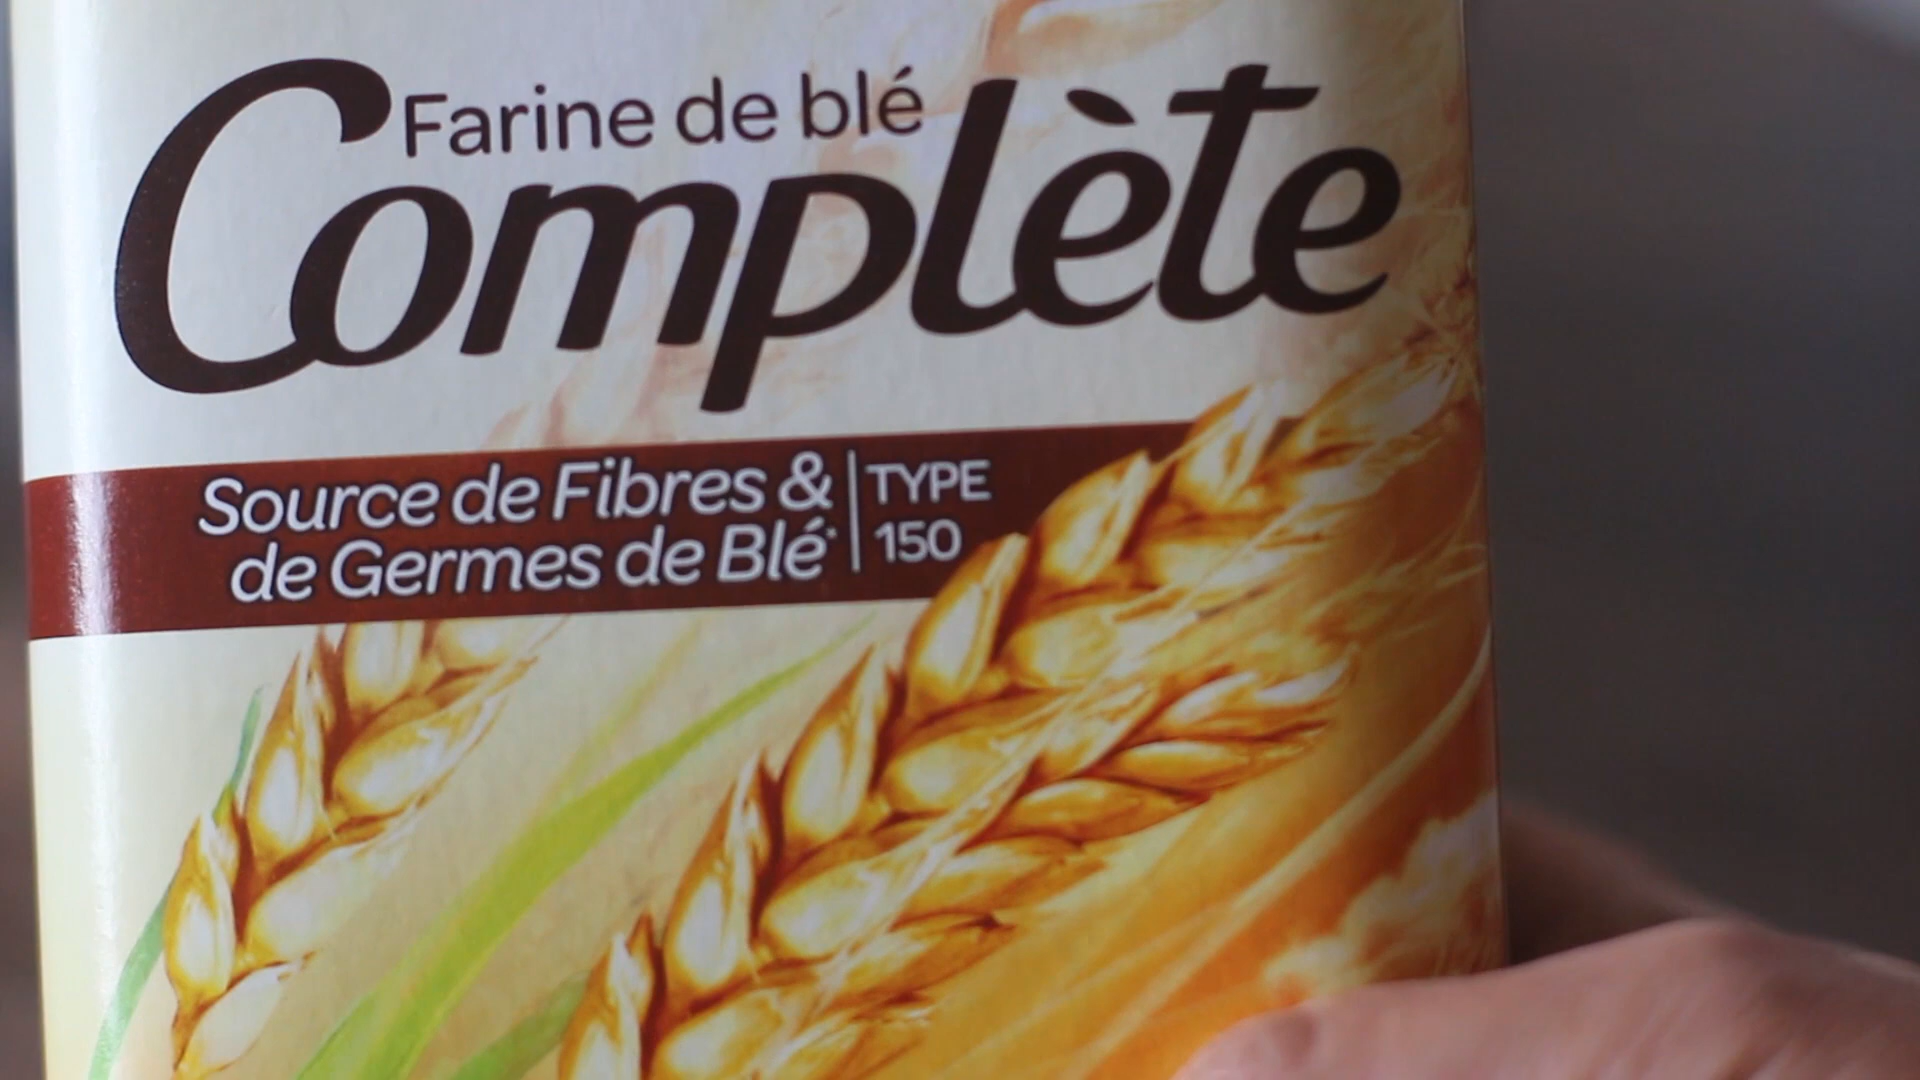 Farine de blé
Complète
Source de Fibres &
de Germes de Blé*
TYPE
150